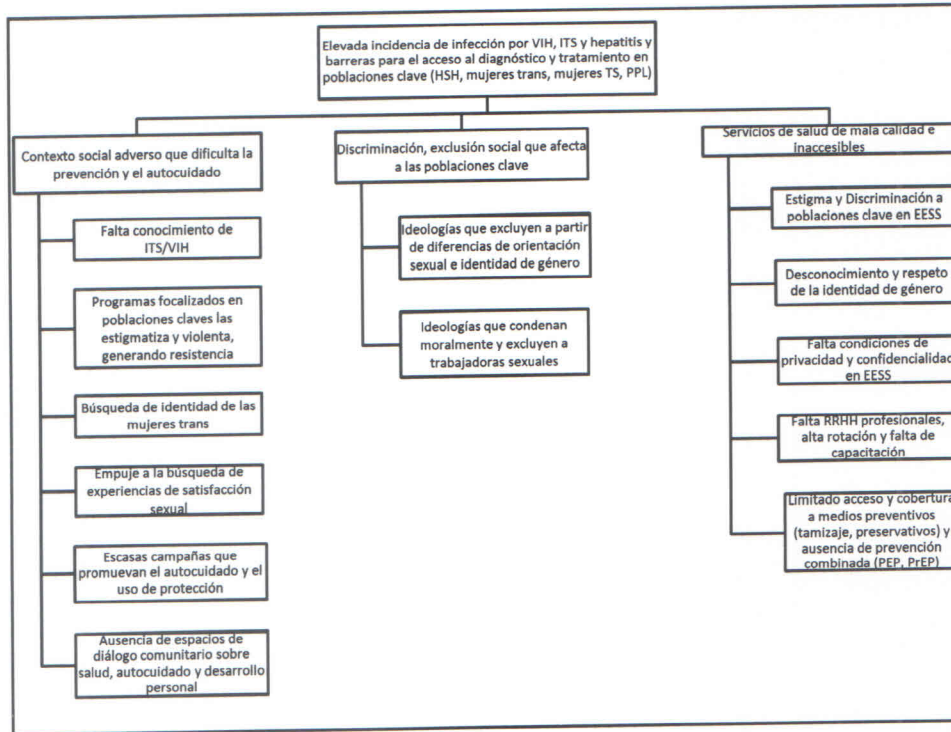 Elevada incidencia de infección por VIH, ITS y hepatitis y
barreras para el acceso al diagnóstico y tratamiento en
poblaciones clave (HSH, mujeres trans, mujeres TS, PPL)
Contexto social adverso que dificulta la
prevención y el autocuidado
Falta conocimiento de
ITS/VIH
Programas focalizados en
poblaciones claves las
estigmatiza y violenta,
generando resistencia
Búsqueda de identidad de las
mujeres trans
Empuje a la búsqueda de
experiencias de satisfacción
sexual
Escasas campañas que
promuevan el autocuidado y el
uso de protección
Ausencia de espacios de
diálogo comunitario sobre
salud, autocuidado y desarrollo
personal
Discriminación, exclusión social que afecta
a las poblaciones clave
Ideologías que excluyen a partir
de diferencias de orientación
sexual e identidad de género
Ideologías que condenan
moralmente y excluyen a
trabajadoras sexuales
Servicios de salud de mala calidad e
inaccesibles
Estigma y Discriminación a
poblaciones clave en EESS
Desconocimiento y respeto
de la identidad de género
Falta condiciones de
privacidad y confidencialidad
en EESS
Falta RRHH profesionales,
alta rotación y falta de
capacitación
Limitado acceso y cobertura
a medios preventivos
(tamizaje, preservativos) y
ausencia de prevención
combinada (PEP, PrEP)